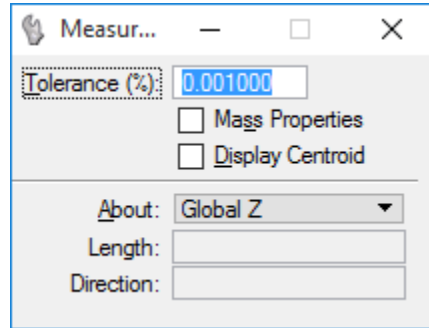 Measur...
Tolerance (%): 0.001000
Mass Properties
Display Centroid
About: Global Z
Length:
Direction: